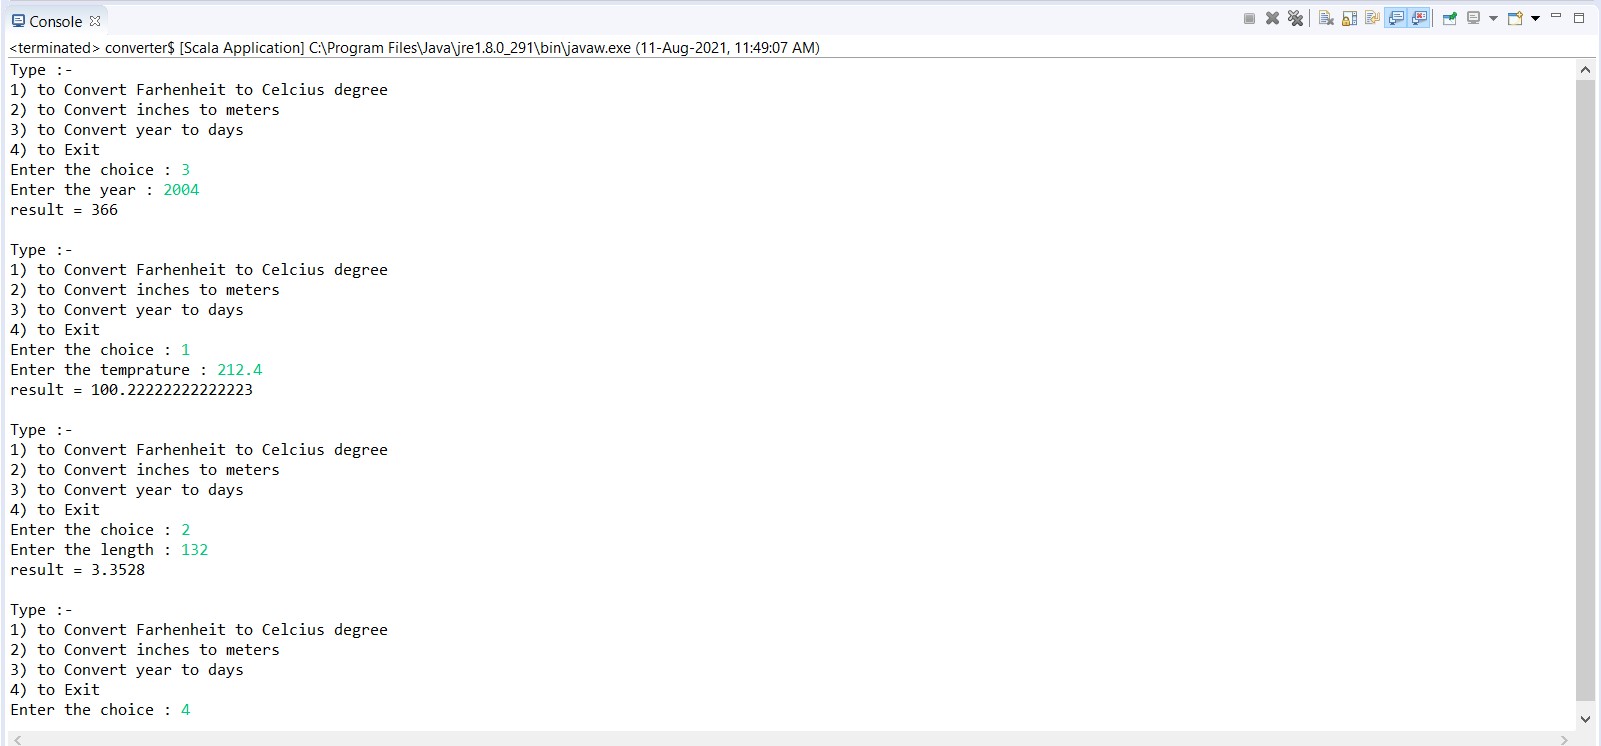 Console
<terminated> converter$ [Scala Application] C:\Program Files\Java\jre1.8.0_291\bin\javaw.exe (11-Aug-2021, 11:49:07 AM)
Type :-
1) to Convert Farhenheit to Celcius degree
2) to Convert inches to meters
3) to Convert year to days
4) to Exit
Enter the choice : 3
Enter the year : 2004
result = 366

Type :-
1) to Convert Farhenheit to Celcius degree
2) to Convert inches to meters
3) to Convert year to days
4) to Exit
Enter the choice : 1
Enter the temprature : 212.4
result = 100.22222222222223

Type :-
1) to Convert Farhenheit to Celcius degree
2) to Convert inches to meters
3) to Convert year to days
4) to Exit
Enter the choice : 2
Enter the length : 132
result = 3.3528

Type :-
1) to Convert Farhenheit to Celcius degree
2) to Convert inches to meters
3) to Convert year to days
4) to Exit
Enter the choice : 4